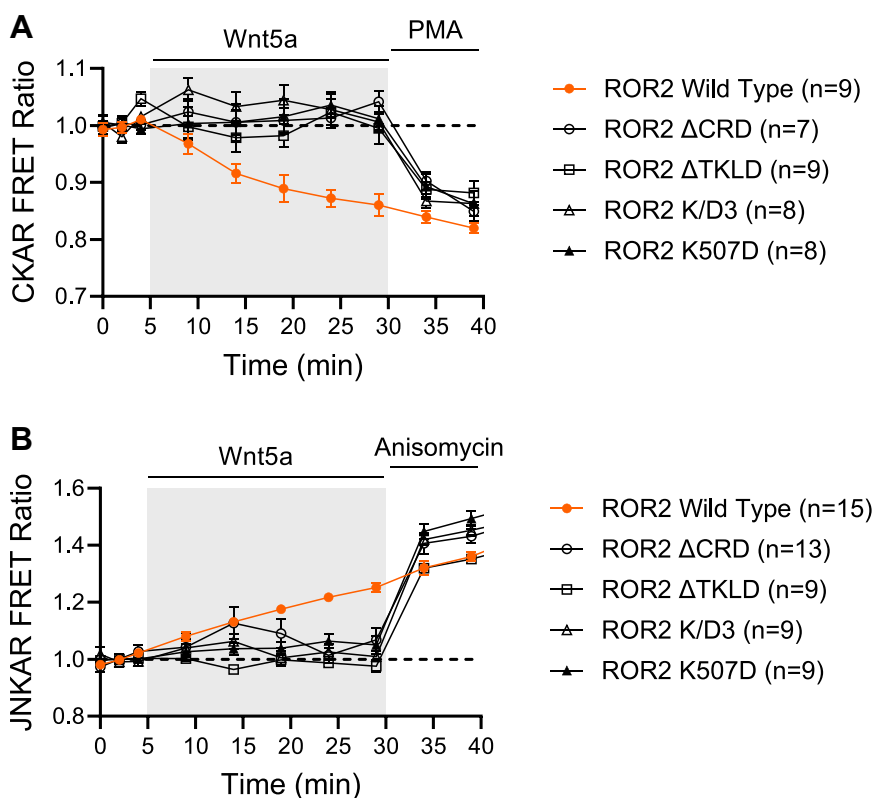 A
Wnt5a
PMA
CKAR FRET Ratio
1.1
1.0
0.9
0.8
0.7
0 5 10 15 20 25 30 35 40
Time (min)
ROR2 Wild Type (n=9)
ROR2 ΔCRD (n=7)
ROR2 ΔTKLD (n=9)
ROR2 K/D3 (n=8)
ROR2 K507D (n=8)
B
Wnt5a
Anisomycin
JNKAR FRET Ratio
1.6
1.4
1.2
1.0
0.8
0 5 10 15 20 25 30 35 40
Time (min)
ROR2 Wild Type (n=15)
ROR2 ΔCRD (n=13)
ROR2 ΔTKLD (n=9)
ROR2 K/D3 (n=9)
ROR2 K507D (n=9)